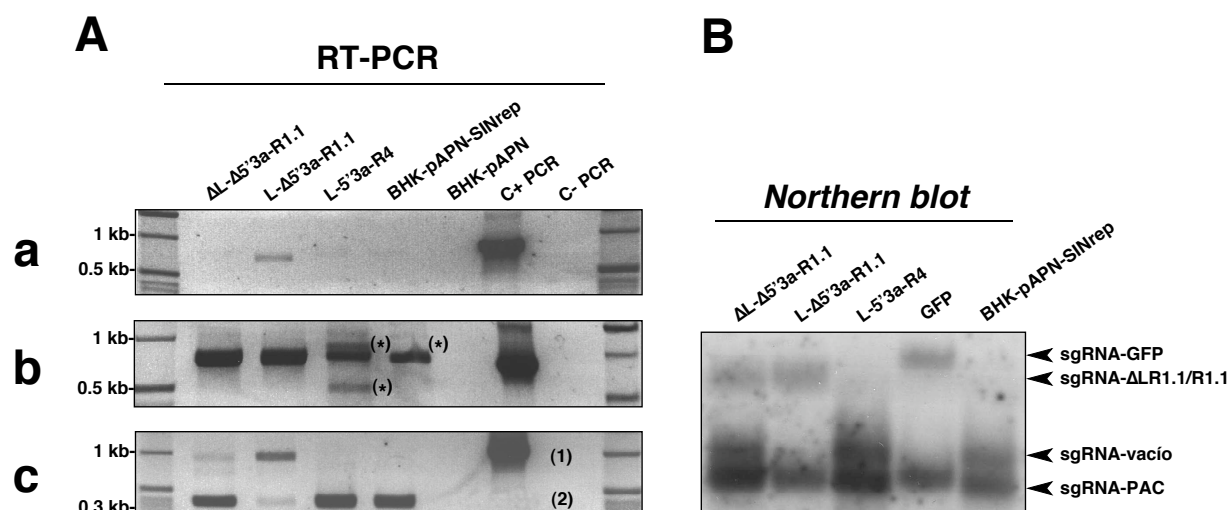 A
RT-PCR
ΔL-Δ5'3a-R1.1
L-Δ5'3a-R1.1
L-5'3a-R4
BHK-pAPN-SINrep
BHK-pAPN
C+ PCR
C- PCR
a
1 kb-
0.5 kb-
b
1 kb-
0.5 kb-
(*)
(*)
(*)
c
1 kb-
0.3 kb-
(1)
(2)
B
Northern blot
ΔL-Δ5'3a-R1.1
L-Δ5'3a-R1.1
L-5'3a-R4
GFP
BHK-pAPN-SINrep
sgRNA-GFP
sgRNA-ΔLR1.1/R1.1
sgRNA-vacío
sgRNA-PAC